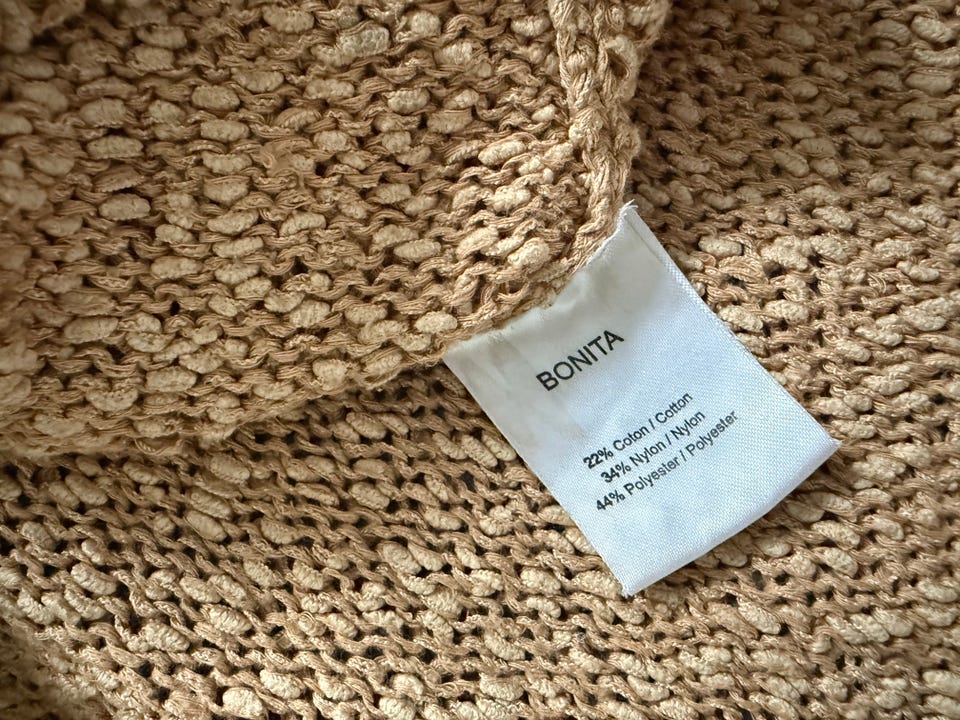 BONITA
22% Coton / Cotton
34% Nylon / Nylon
44% Polyester / Polyester